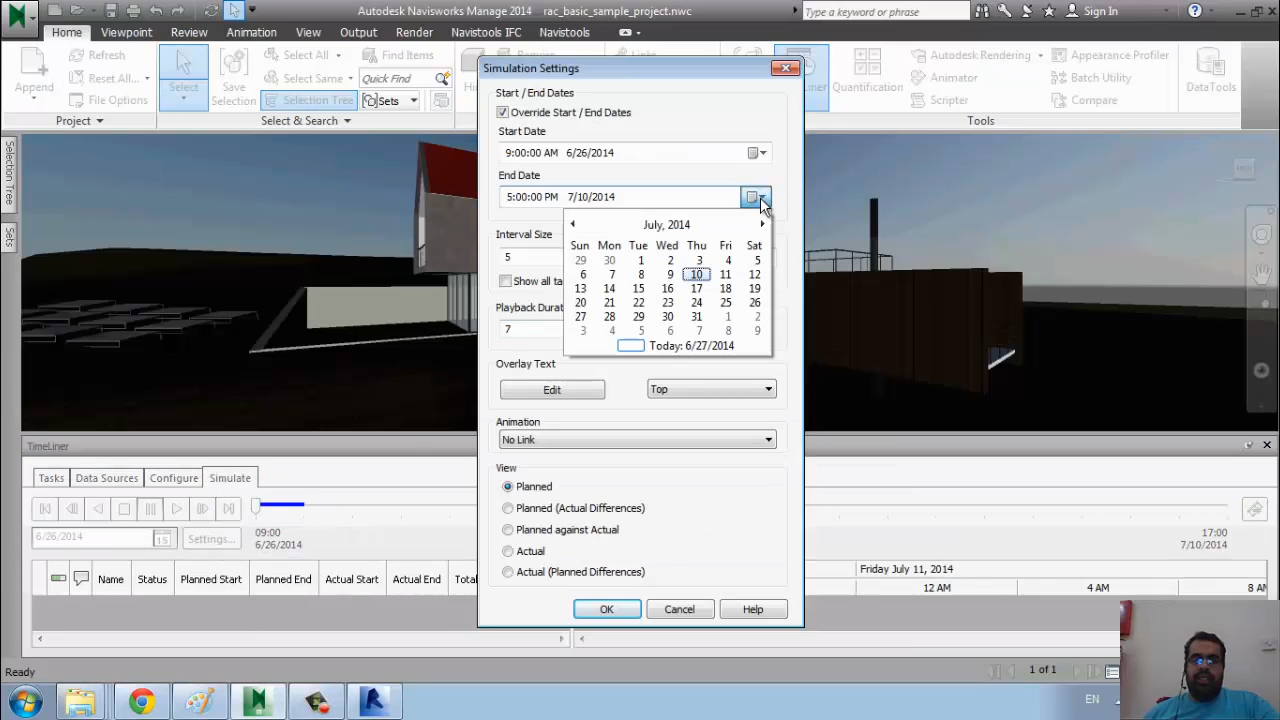 Autodesk Navisworks Manage 2014 rac_basic_sample_project.nwc
Type a keyword or phrase
Sign In
Home Viewpoint Review Animation View Output Render Navistools IFC Navistools
Append
Refresh
File Options
Project
Select
Save Selection
Select All
Select Same
Selection Tree
Find Items
Quick Find
Sets
Select & Search
Quantification
Autodesk Rendering
Animator
Scripter
Appearance Profiler
Batch Utility
Compare
DataTools
Tools
Selection Tree
Sets
Simulation Settings
Start / End Dates
Override Start / End Dates
Start Date
9:00:00 AM 6/26/2014
End Date
5:00:00 PM 7/10/2014
July, 2014
Sun Mon Tue Wed Thu Fri Sat
29 30 1 2 3 4 5
6 7 8 9 10 11 12
13 14 15 16 17 18 19
20 21 22 23 24 25 26
27 28 29 30 31 1 2
3 4 5 6 7 8 9
Today: 6/27/2014
Interval Size
5
Show all ta
Playback Durat
7
Overlay Text
Edit
Top
Animation
No Link
View
Planned
Planned (Actual Differences)
Planned against Actual
Actual
Actual (Planned Differences)
OK Cancel Help
TimeLiner
Tasks Data Sources Configure Simulate
6/26/2014 15 Settings...
09:00
6/26/2014
17:00
7/10/2014
Name Status Planned Start Planned End Actual Start Actual End Total
Friday July 11, 2014
12 AM 4 AM 8 AM
Ready
1 of 1
EN